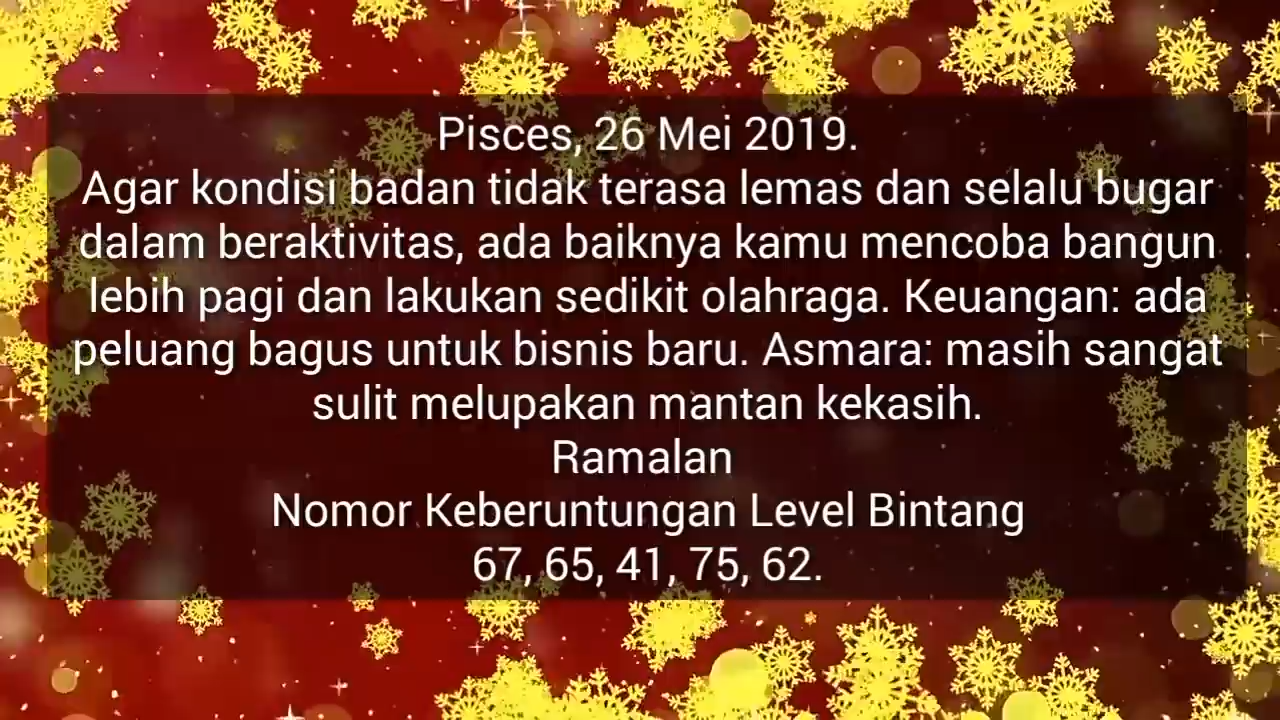 Pisces, 26 Mei 2019.
Agar kondisi badan tidak terasa lemas dan selalu bugar
dalam beraktivitas, ada baiknya kamu mencoba bangun
lebih pagi dan lakukan sedikit olahraga. Keuangan: ada
peluang bagus untuk bisnis baru. Asmara: masih sangat
sulit melupakan mantan kekasih.
Ramalan
Nomor Keberuntungan Level Bintang
67, 65, 41, 75, 62.